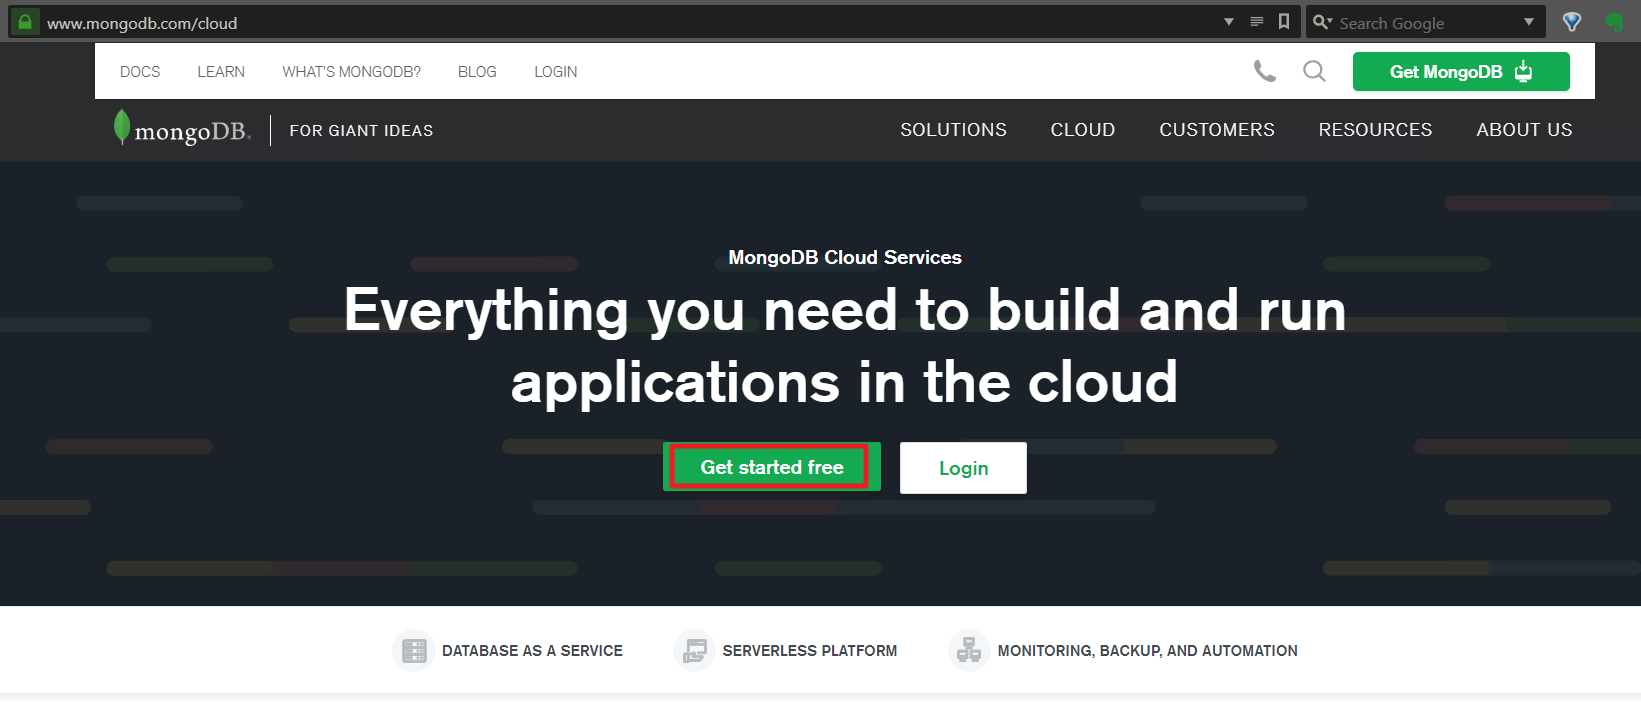 www.mongodb.com/cloud
Search Google
DOCS LEARN WHAT'S MONGODB? BLOG LOGIN
Get MongoDB
mongoDB. FOR GIANT IDEAS
SOLUTIONS CLOUD CUSTOMERS RESOURCES ABOUT US
MongoDB Cloud Services
Everything you need to build and run
applications in the cloud
Get started free Login
DATABASE AS A SERVICE SERVERLESS PLATFORM MONITORING, BACKUP, AND AUTOMATION